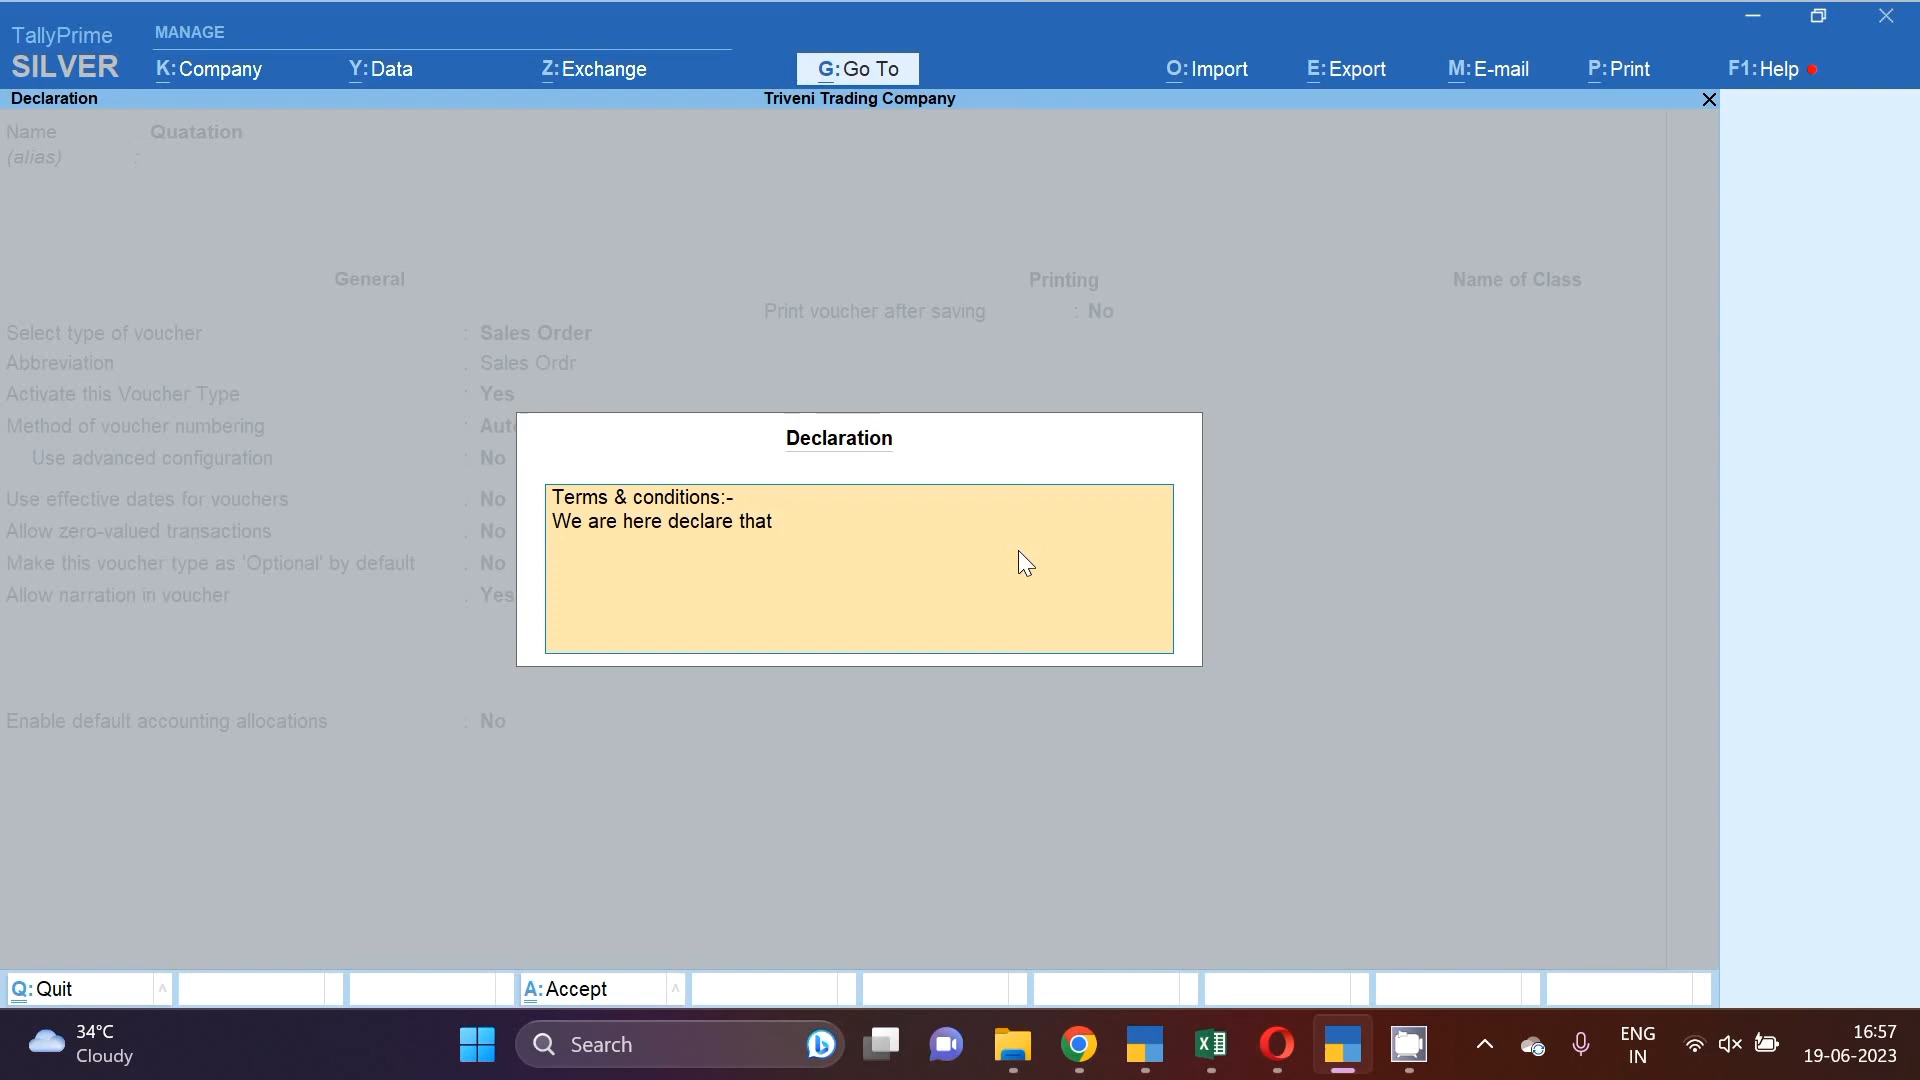 TallyPrime
SILVER
MANAGE
K:Company
Y:Data
Z:Exchange
G:Go To
O:Import
E:Export
M:E-mail
P:Print
F1:Help
Declaration
Triveni Trading Company
Name
Quatation
(alias) :
General
Printing
Name of Class
Print voucher after saving : No
Select type of voucher : Sales Order
Abbreviation : Sales Ordr
Activate this Voucher Type : Yes
Method of voucher numbering : Auto
Use advanced configuration : No
Use effective dates for vouchers : No
Allow zero-valued transactions : No
Make this voucher type as 'Optional' by default : No
Allow narration in voucher : Yes
Declaration
Terms & conditions:-
We are here declare that
Enable default accounting allocations : No
Q:Quit
A:Accept
34°C
Cloudy
Search
ENG
IN
16:57
19-06-2023